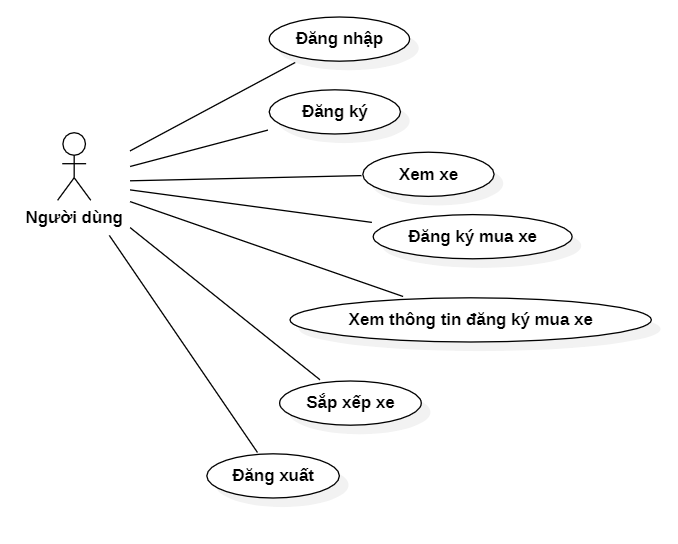 Đăng nhập
Đăng ký
Xem xe
Người dùng
Đăng ký mua xe
Xem thông tin đăng ký mua xe
Sắp xếp xe
Đăng xuất